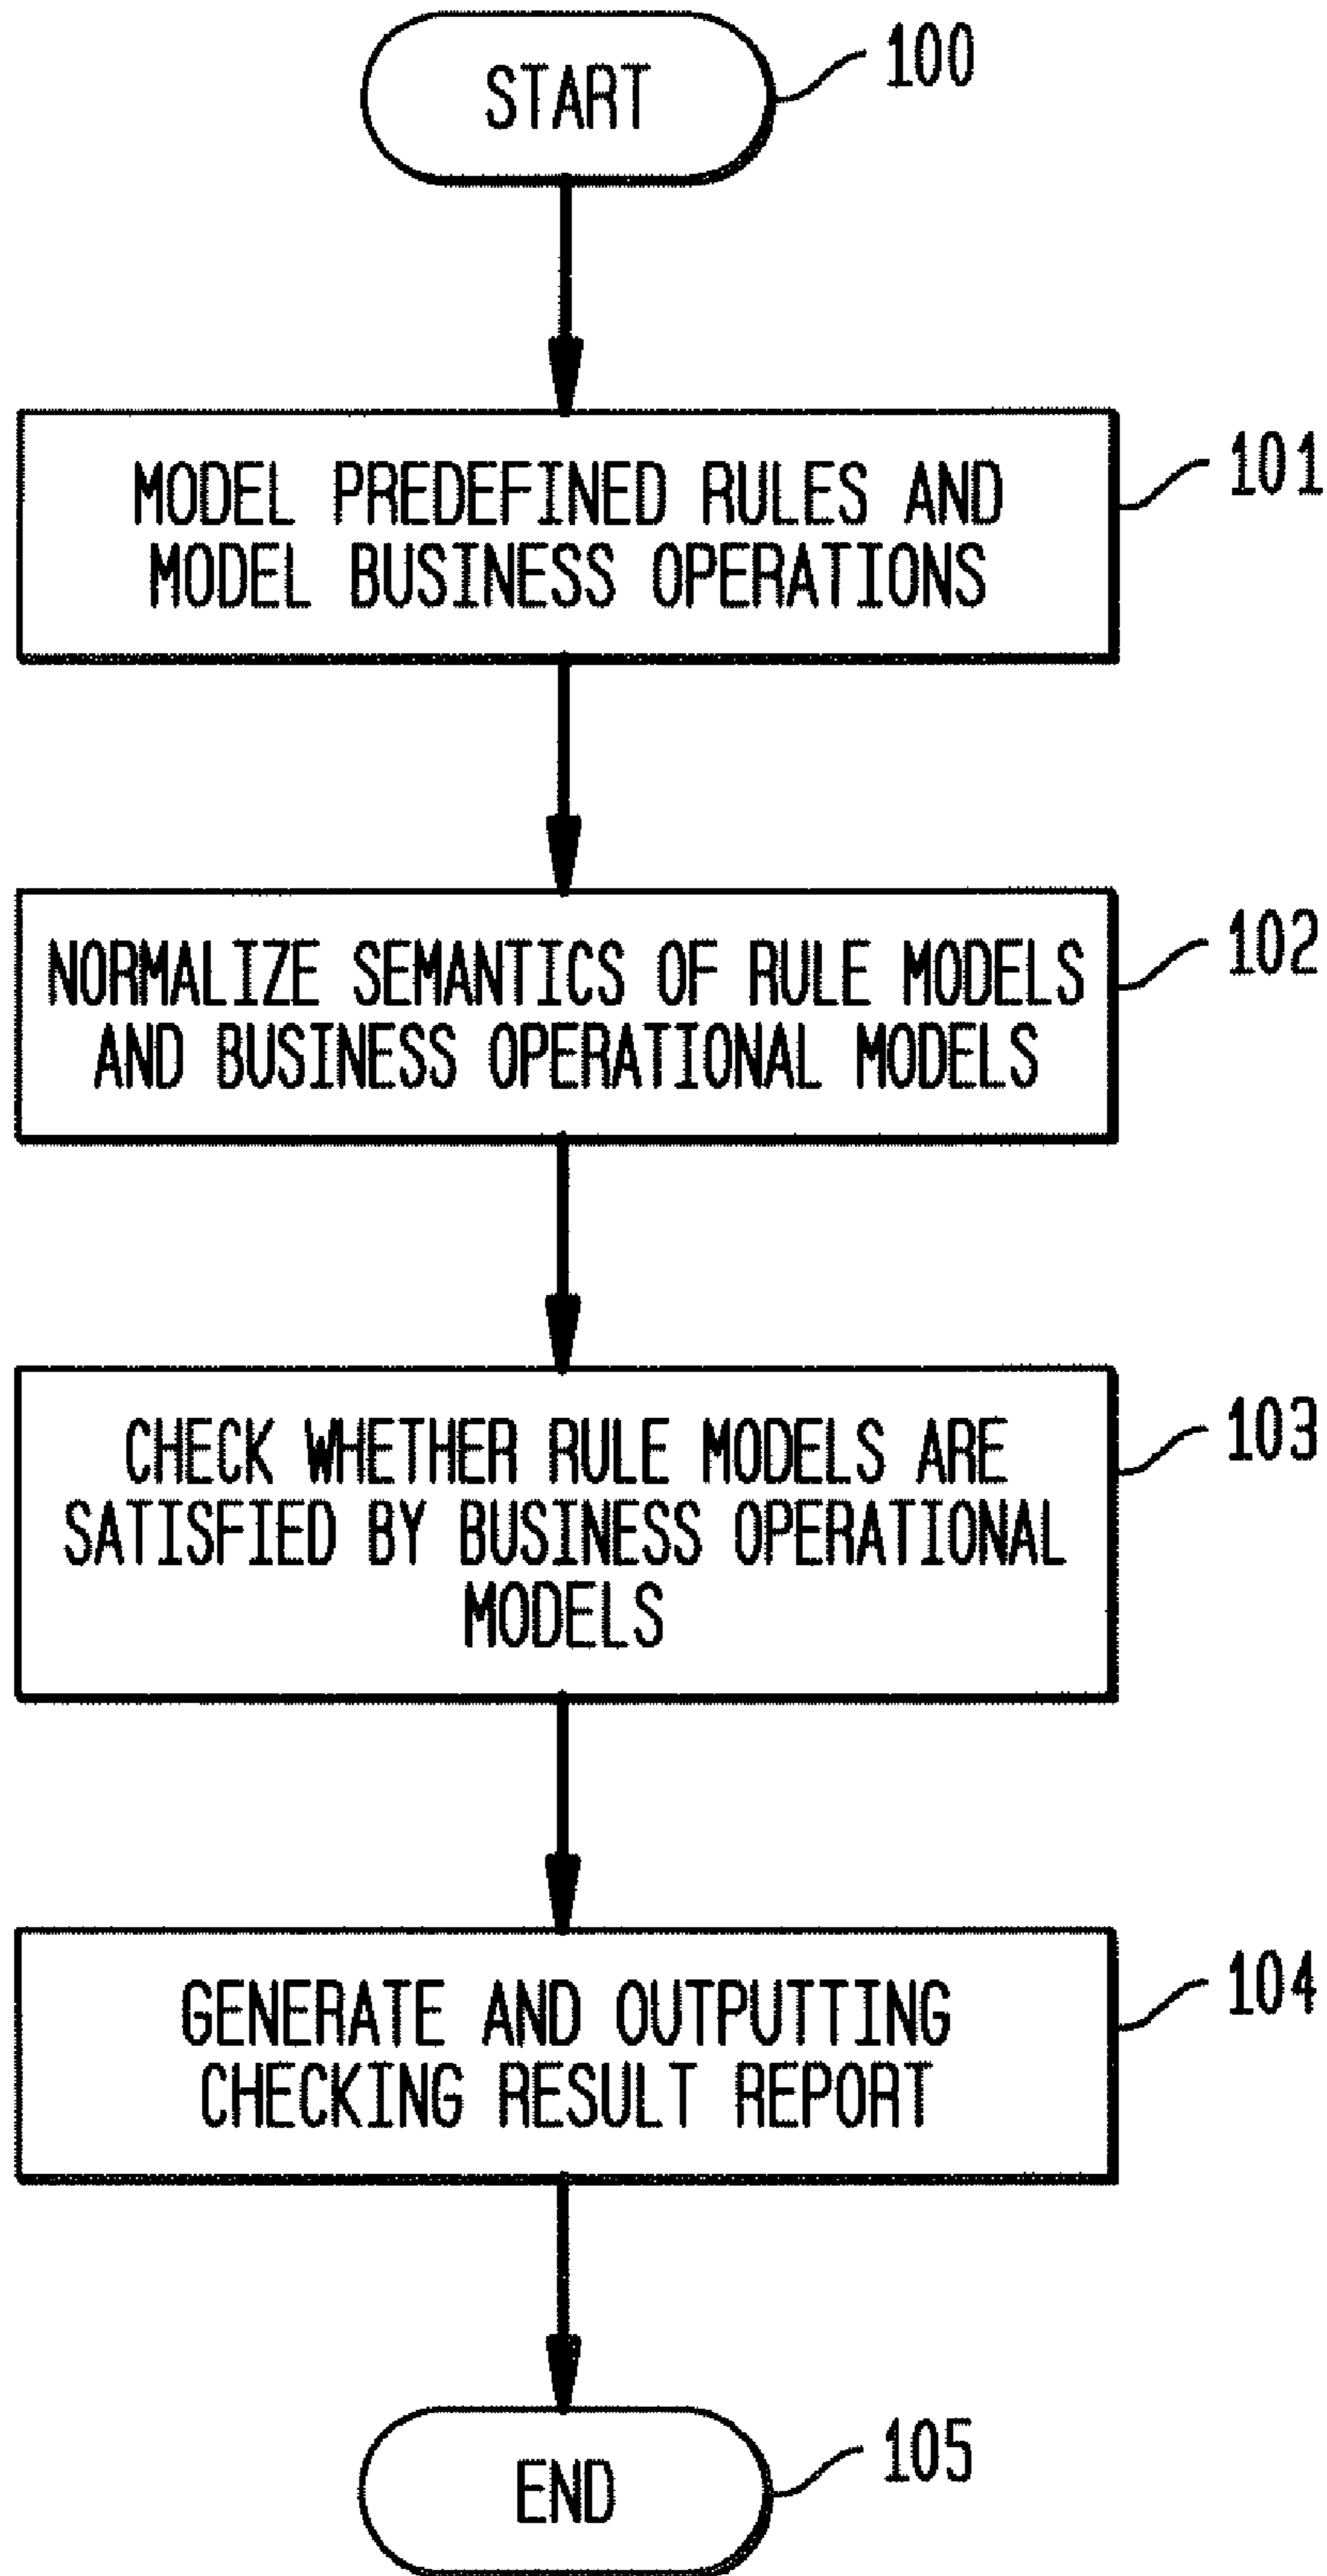 START
100
MODEL PREDEFINED RULES AND
MODEL BUSINESS OPERATIONS
101
NORMALIZE SEMANTICS OF RULE MODELS
AND BUSINESS OPERATIONAL MODELS
102
CHECK WHETHER RULE MODELS ARE
SATISFIED BY BUSINESS OPERATIONAL
MODELS
103
GENERATE AND OUTPUTTING
CHECKING RESULT REPORT
104
END
105